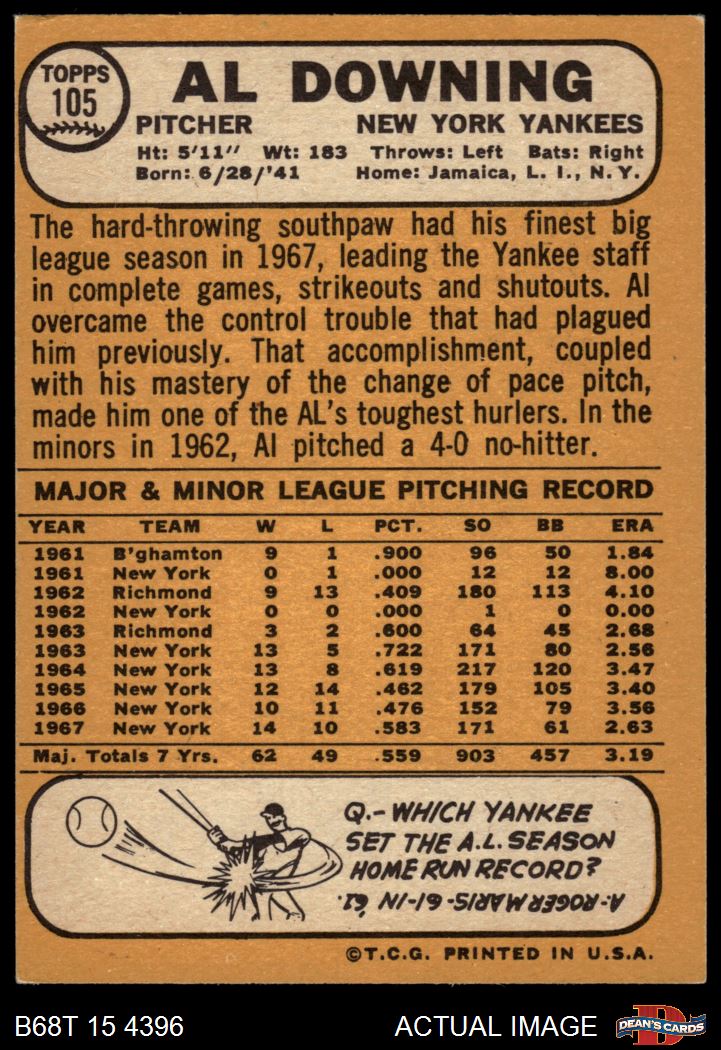 TOPPS
105
AL DOWNING
PITCHER NEW YORK YANKEES
Ht: 5'11" Wt: 183 Throws: Left Bats: Right
Born: 6/28/'41 Home: Jamaica, L. I., N. Y.
The hard-throwing southpaw had his finest big
league season in 1967, leading the Yankee staff
in complete games, strikeouts and shutouts. Al
overcame the control trouble that had plagued
him previously. That accomplishment, coupled
with his mastery of the change of pace pitch,
made him one of the AL's toughest hurlers. In the
minors in 1962, Al pitched a 4-0 no-hitter.
MAJOR & MINOR LEAGUE PITCHING RECORD
YEAR TEAM W L PCT. SO BB ERA
1961 B'ghamton 9 1 .900 96 50 1.84
1961 New York 0 1 .000 12 12 8.00
1962 Richmond 9 13 .409 180 113 4.10
1962 New York 0 0 .000 1 0 0.00
1963 Richmond 3 2 .600 64 45 2.68
1963 New York 13 5 .722 171 80 2.56
1964 New York 13 8 .619 217 120 3.47
1965 New York 12 14 .462 179 105 3.40
1966 New York 10 11 .476 152 79 3.56
1967 New York 14 10 .583 171 61 2.63
Maj. Totals 7 Yrs. 62 49 .559 903 457 3.19
Q.- WHICH YANKEE
SET THE A.L. SEASON
HOME RUN RECORD?
A- ROGER MARIS- 61- IN '61.
©T.C.G. PRINTED IN U.S.A.
B68T 15 4396 ACTUAL IMAGE
D
DEAN'S CARDS